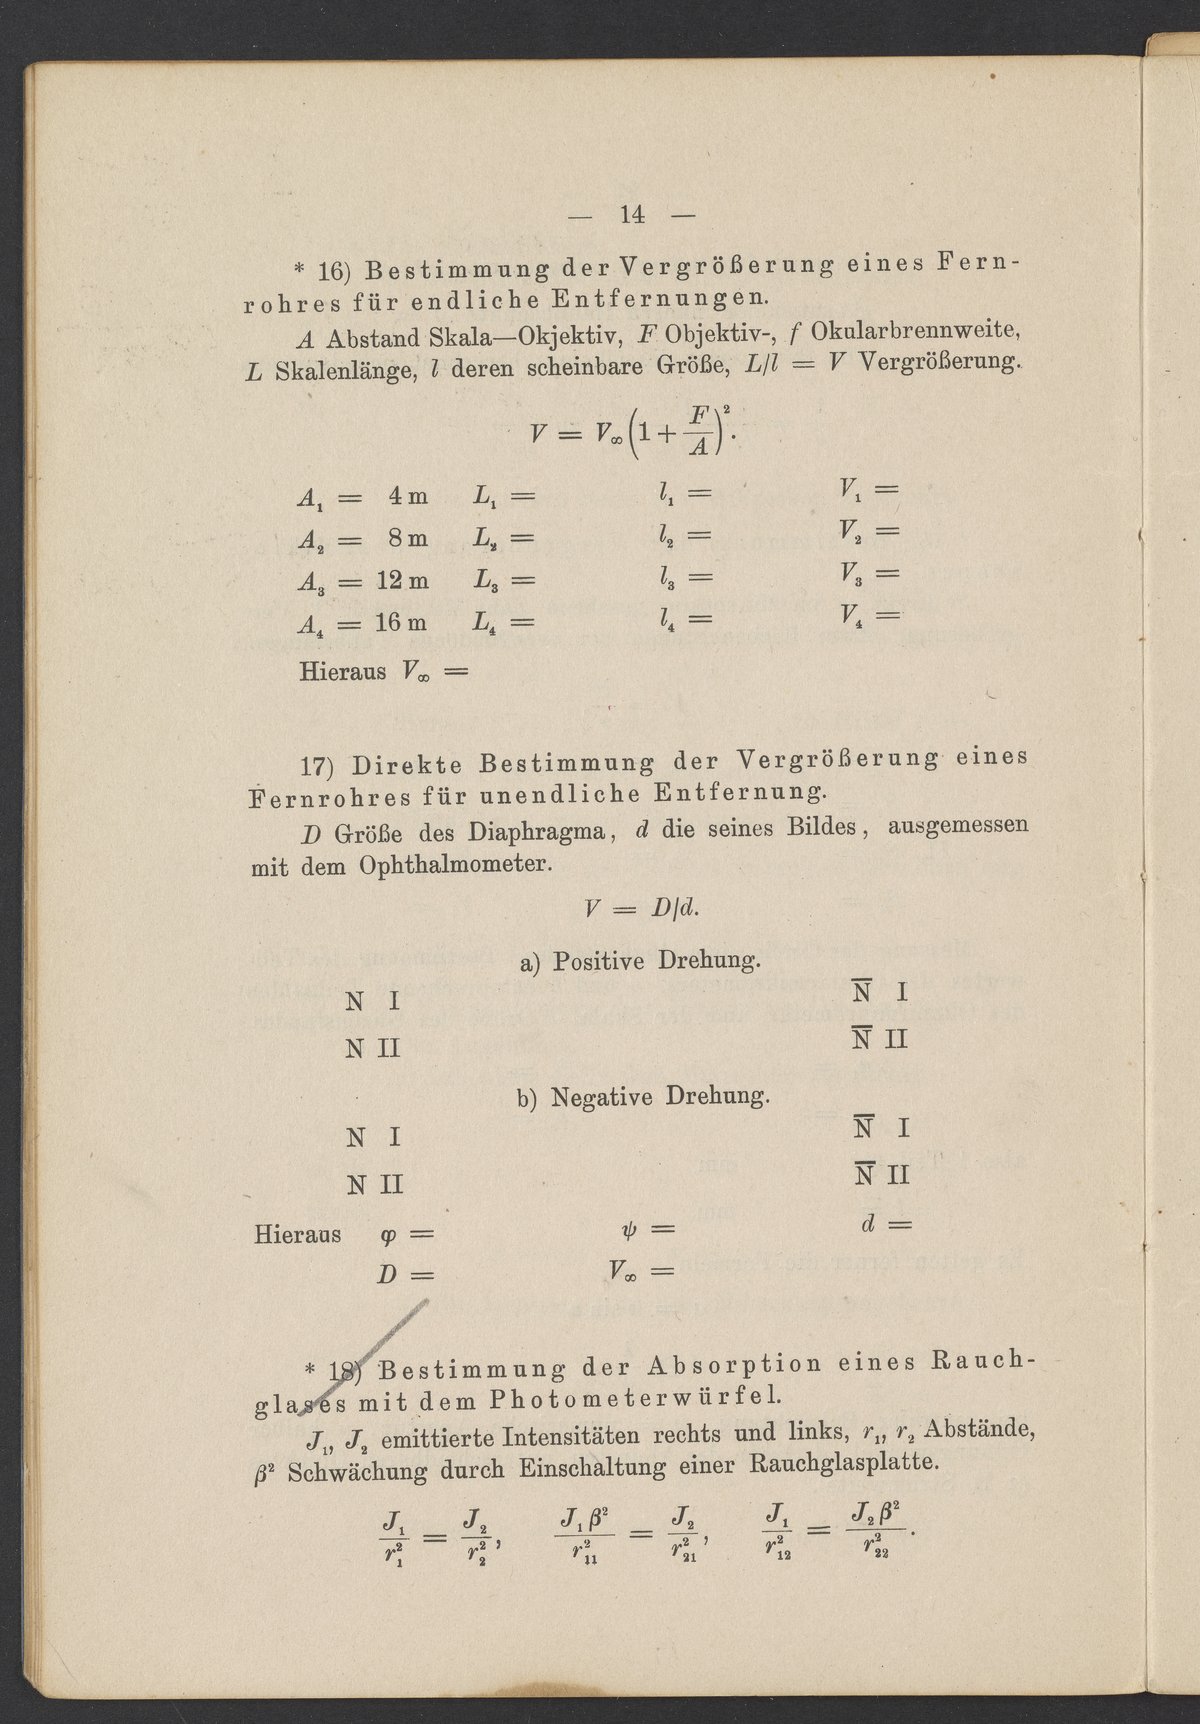 — 14 —
* 16) Bestimmung der Vergrößerung eines Fern-
rohres für endliche Entfernungen.
A Abstand Skala—Okjektiv, F Objektiv-, f Okularbrennweite,
L Skalenlänge, l deren scheinbare Größe, L/l = V Vergrößerung.
V = V∞(1 + F/A)².
A₁ = 4 m L₁ = l₁ = V₁ =
A₂ = 8 m L₂ = l₂ = V₂ =
A₃ = 12 m L₃ = l₃ = V₃ =
A₄ = 16 m L₄ = l₄ = V₄ =
Hieraus V∞ =
17) Direkte Bestimmung der Vergrößerung eines
Fernrohres für unendliche Entfernung.
D Größe des Diaphragma, d die seines Bildes, ausgemessen
mit dem Ophthalmometer.
V = D/d.
a) Positive Drehung.
N I N̅ I
N II N̅ II
b) Negative Drehung.
N I N̅ I
N II N̅ II
Hieraus φ = ψ = d =
D = V∞ =
* 18) Bestimmung der Absorption eines Rauch-
glases mit dem Photometerwürfel.
J₁, J₂ emittierte Intensitäten rechts und links, r₁, r₂ Abstände,
β² Schwächung durch Einschaltung einer Rauchglasplatte.
J₁/r₁² = J₂/r₂², J₁β²/r₁₁² = J₂/r₂₁², J₁/r₁₂² = J₂β²/r₂₂².